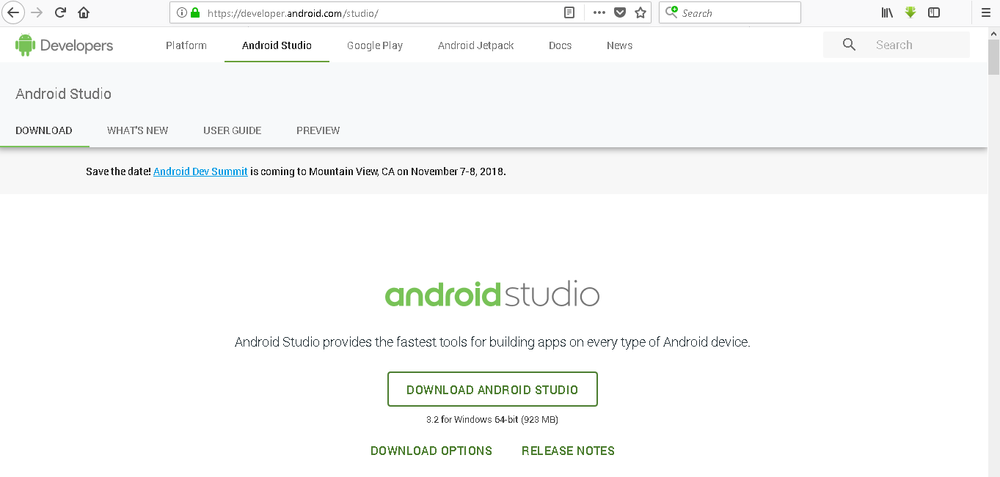 https://developer.android.com/studio/
Search
Developers
Platform
Android Studio
Google Play
Android Jetpack
Docs
News
Search
Android Studio
DOWNLOAD
WHAT'S NEW
USER GUIDE
PREVIEW
Save the date! Android Dev Summit is coming to Mountain View, CA on November 7-8, 2018.
androidstudio
Android Studio provides the fastest tools for building apps on every type of Android device.
DOWNLOAD ANDROID STUDIO
3.2 for Windows 64-bit (923 MB)
DOWNLOAD OPTIONS
RELEASE NOTES